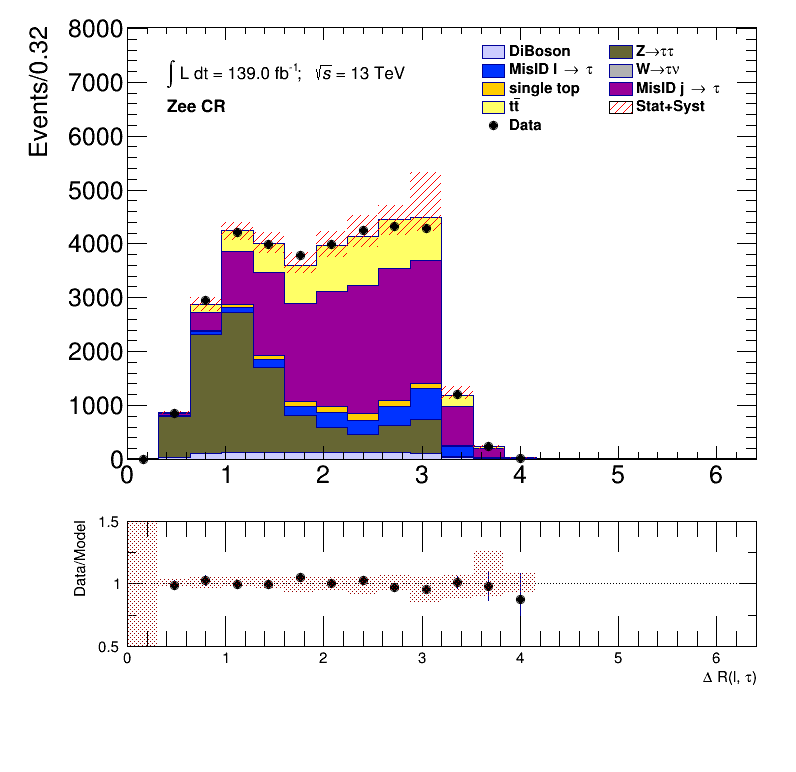 Events/0.32
8000
7000
6000
5000
4000
3000
2000
1000
0
∫ L dt = 139.0 fb⁻¹; √s = 13 TeV
Zee CR
DiBoson
MisID l → τ
single top
tt̄
Data
Z→ττ
W→τν
MisID j → τ
Stat+Syst
0 1 2 3 4 5 6
Data/Model
1.5
1
0.5
0 1 2 3 4 5 6
Δ R(l, τ)